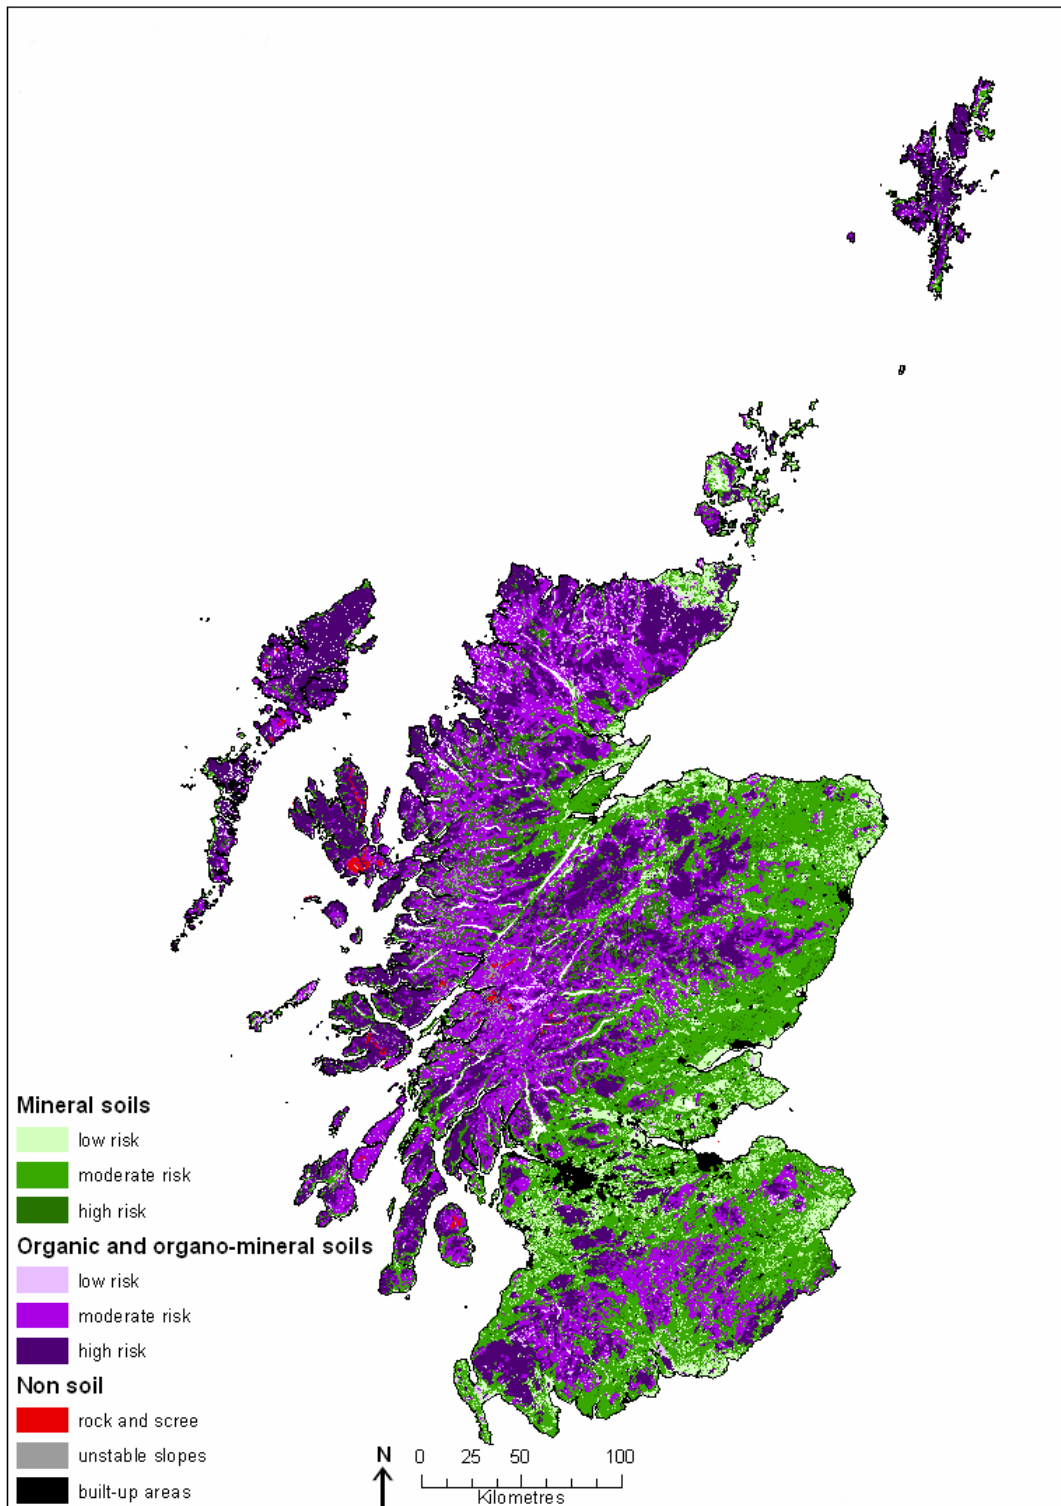 Mineral soils
low risk
moderate risk
high risk
Organic and organo-mineral soils
low risk
moderate risk
high risk
Non soil
rock and scree
unstable slopes
built-up areas
N
0 25 50 100
Kilometres